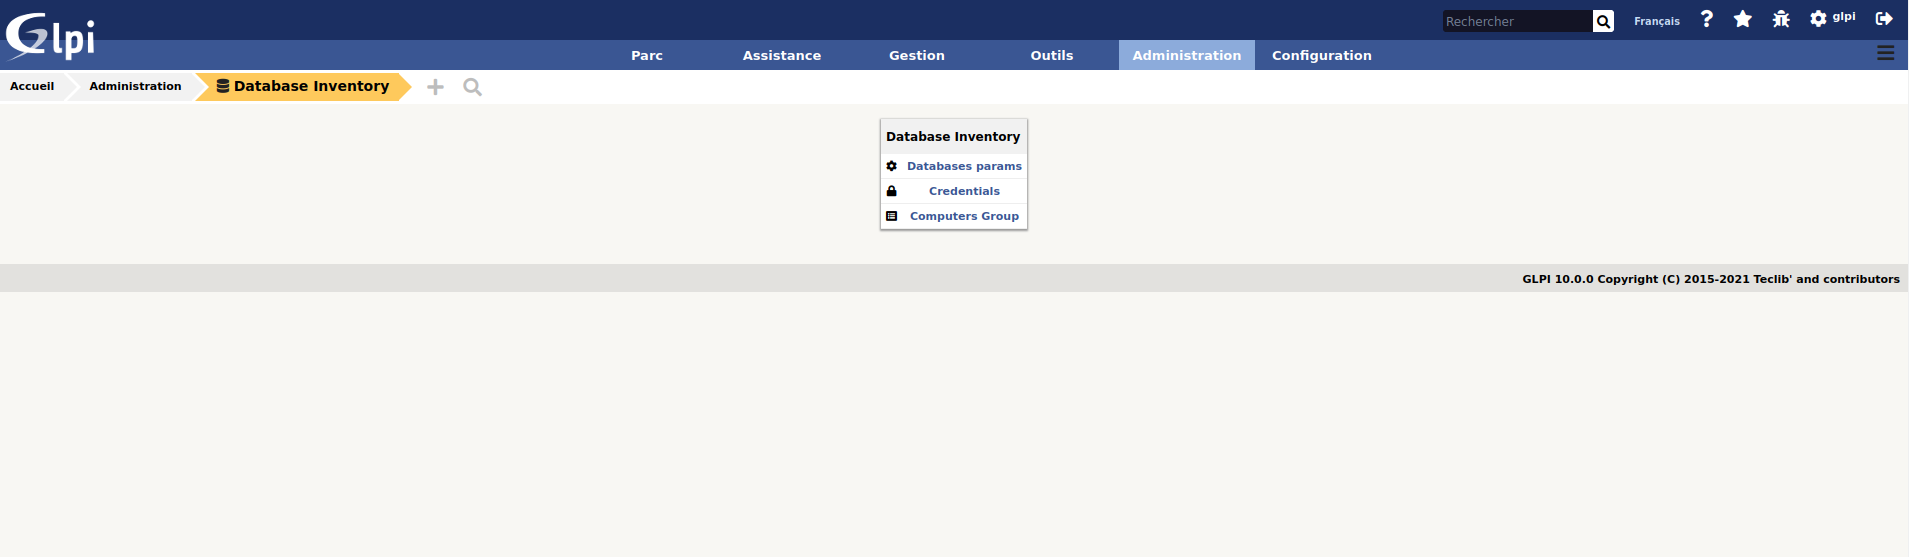 Glpi
Rechercher
Français
glpi
Parc
Assistance
Gestion
Outils
Administration
Configuration
Accueil
Administration
Database Inventory
Database Inventory
Databases params
Credentials
Computers Group
GLPI 10.0.0 Copyright (C) 2015-2021 Teclib' and contributors